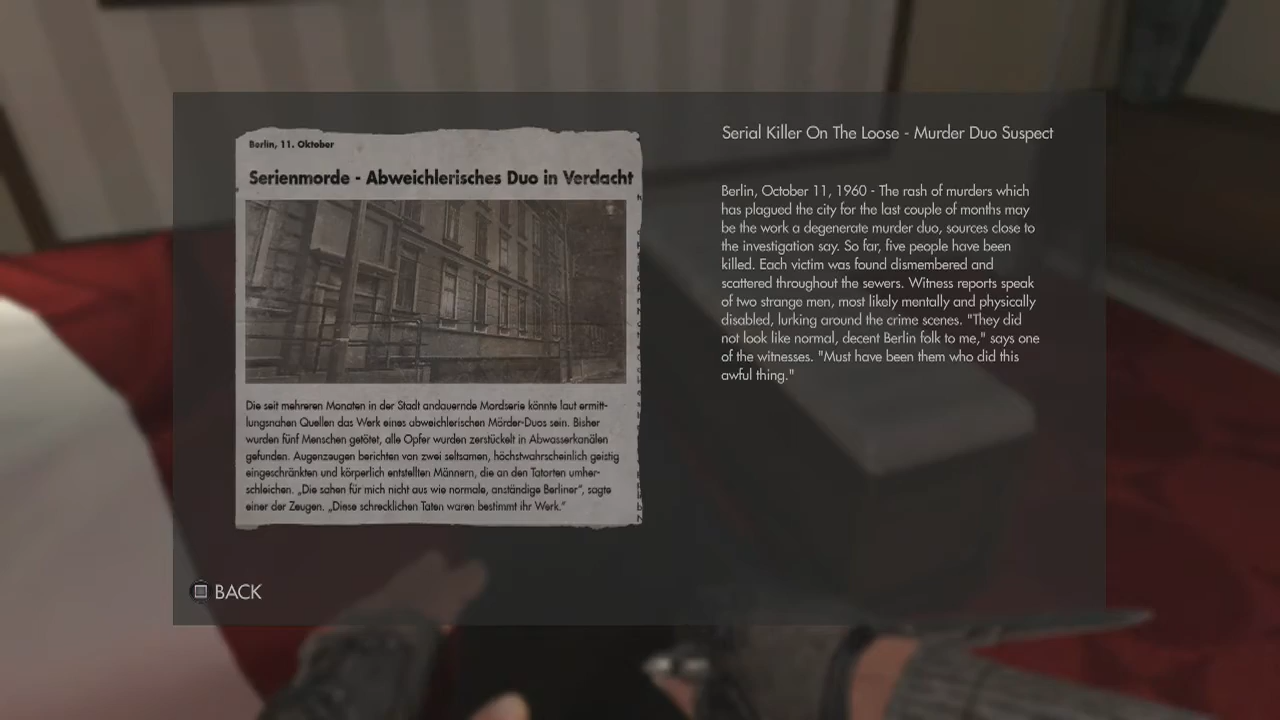 Berlin, 11. Oktober
Serienmorde - Abweichlerisches Duo in Verdacht
Die seit mehreren Monaten in der Stadt andauernde Mordserie könnte laut ermitt-
lungsnahen Quellen das Werk eines abweichlerischen Mörder-Duos sein. Bisher
wurden fünf Menschen getötet, alle Opfer wurden zerstückelt in Abwasserkanälen
gefunden. Augenzeugen berichten von zwei seltsamen, höchstwahrscheinlich geistig
eingeschränkten und körperlich entstellten Männern, die an den Tatorten umher-
schleichen. „Die sahen für mich nicht aus wie normale, anständige Berliner“, sagte
einer der Zeugen. „Diese schrecklichen Taten waren bestimmt ihr Werk.“
Serial Killer On The Loose - Murder Duo Suspect
Berlin, October 11, 1960 - The rash of murders which
has plagued the city for the last couple of months may
be the work a degenerate murder duo, sources close to
the investigation say. So far, five people have been
killed. Each victim was found dismembered and
scattered throughout the sewers. Witness reports speak
of two strange men, most likely mentally and physically
disabled, lurking around the crime scenes. "They did
not look like normal, decent Berlin folk to me," says one
of the witnesses. "Must have been them who did this
awful thing."
BACK